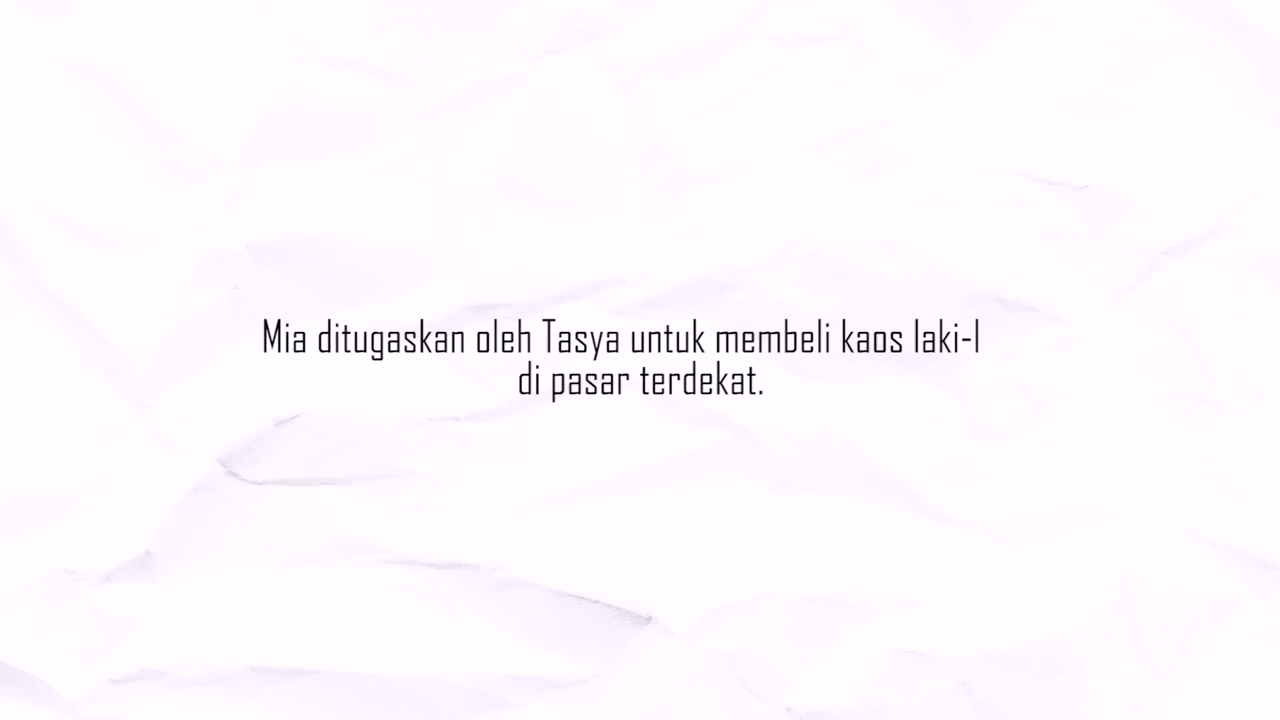 Mia ditugaskan oleh Tasya untuk membeli kaos laki-l
di pasar terdekat.